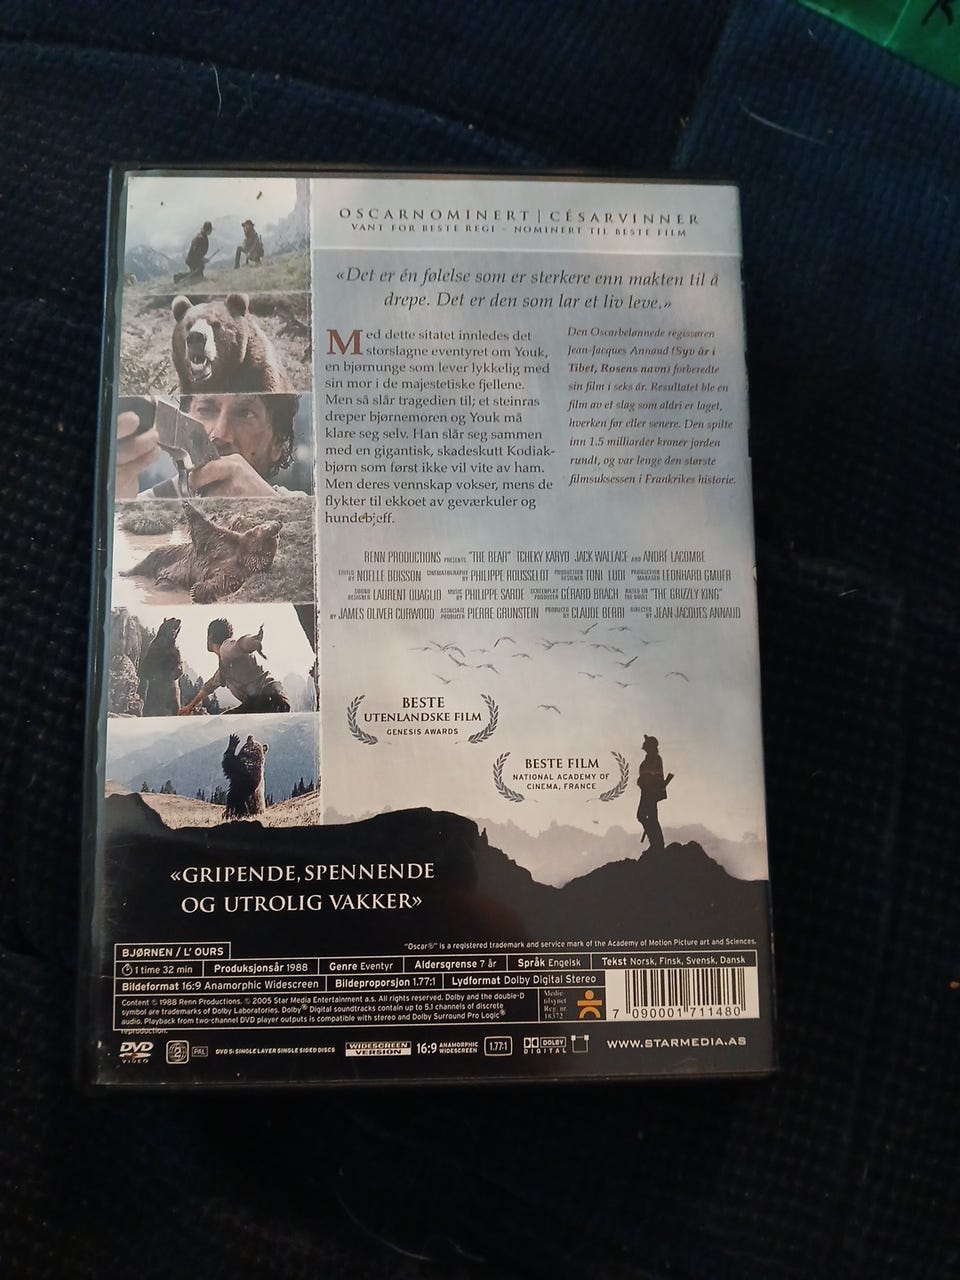 OSCARNOMINERT | CÉSARVINNER
VANT FOR BESTE REGI - NOMINERT TIL BESTE FILM
«Det er én følelse som er sterkere enn makten til å
drepe. Det er den som lar et liv leve.»
Med dette sitatet innledes det
storslagne eventyret om Youk,
en bjørnunge som lever lykkelig med
sin mor i de majestetiske fjellene.
Men så slår tragedien til; et steinras
dreper bjørnemoren og Youk må
klare seg selv. Han slår seg sammen
med en gigantisk, skadeskutt Kodiak-
bjørn som først ikke vil vite av ham.
Men deres vennskap vokser, mens de
flykter til ekkoet av geværkuler og
hundebjeff.
Den Oscarbelønnede regissøren
Jean-Jacques Annaud (Syv år i
Tibet, Rosens navn) forberedte
sin film i seks år. Resultatet ble en
film av et slag som aldri er laget,
hverken før eller senere. Den spilte
inn 1.5 milliarder kroner jorden
rundt, og var lenge den største
filmsuksessen i Frankrikes historie.
RENN PRODUCTIONS PRESENTS "THE BEAR" TCHEKY KARYO JACK WALLACE AND ANDRÉ LACOMBE
EDITED BY NOELLE BOISSON CINEMATOGRAPHY BY PHILIPPE ROUSSELOT PRODUCTION DESIGNER TONI LUDI PRODUCTION MANAGER LEONHARD GMUER
SOUND DESIGNER LAURENT QUAGLIO MUSIC BY PHILIPPE SARDE SCREENPLAY PRODUCER GÉRARD BRACH BASED ON THE NOVEL "THE GRIZZLY KING"
BY JAMES OLIVER CURWOOD ASSOCIATE PRODUCER PIERRE GRUNSTEIN PRODUCED BY CLAUDE BERRI DIRECTED BY JEAN JACQUES ANNAUD
BESTE
UTENLANDSKE FILM
GENESIS AWARDS
BESTE FILM
NATIONAL ACADEMY OF
CINEMA, FRANCE
«GRIPENDE, SPENNENDE
OG UTROLIG VAKKER»
"Oscar®" is a registered trademark and service mark of the Academy of Motion Picture art and Sciences.
BJØRNEN / L' OURS
1 time 32 min Produksjonsår 1988 Genre Eventyr Aldersgrense 7 år Språk Engelsk Tekst Norsk, Finsk, Svensk, Dansk
Bildeformat 16:9 Anamorphic Widescreen Bildeproporsjon 1.77:1 Lydformat Dolby Digital Stereo
Content © 1988 Renn Productions. © 2005 Star Media Entertainment a.s. All rights reserved. Dolby and the double-D
symbol are trademarks of Dolby Laboratories. Dolby® Digital soundtracks contain up to 5.1 channels of discrete
audio. Playback from two-channel DVD player outputs is compatible with stereo and Dolby Surround Pro Logic®
reproduction.
Medie
tilsynet
Reg. nr.
18372
7 090001 711480
DVD VIDEO 2 PAL DVD 5: SINGLE LAYER SINGLE SIDED DISCS WIDESCREEN VERSION 16:9 ANAMORPHIC WIDESCREEN 1.77:1 DOLBY DIGITAL WWW.STARMEDIA.AS